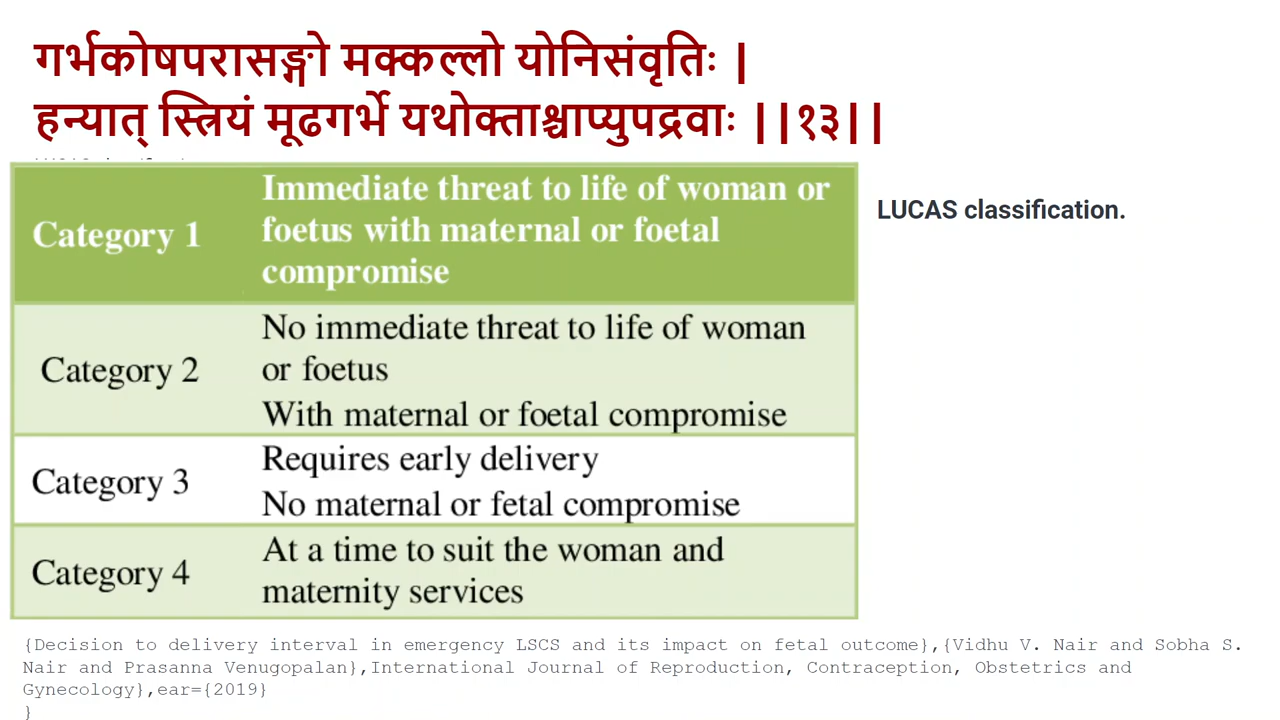 गर्भकोषपरासङ्गो मक्कल्लो योनिसंवृतिः |
हन्यात् स्त्रियं मूढगर्भे यथोक्ताश्चाप्युपद्रवाः ||१३||
Category 1
Immediate threat to life of woman or
foetus with maternal or foetal
compromise
Category 2
No immediate threat to life of woman
or foetus
With maternal or foetal compromise
Category 3
Requires early delivery
No maternal or fetal compromise
Category 4
At a time to suit the woman and
maternity services
LUCAS classification.
{Decision to delivery interval in emergency LSCS and its impact on fetal outcome},{Vidhu V. Nair and Sobha S.
Nair and Prasanna Venugopalan},International Journal of Reproduction, Contraception, Obstetrics and
Gynecology},ear={2019}
}